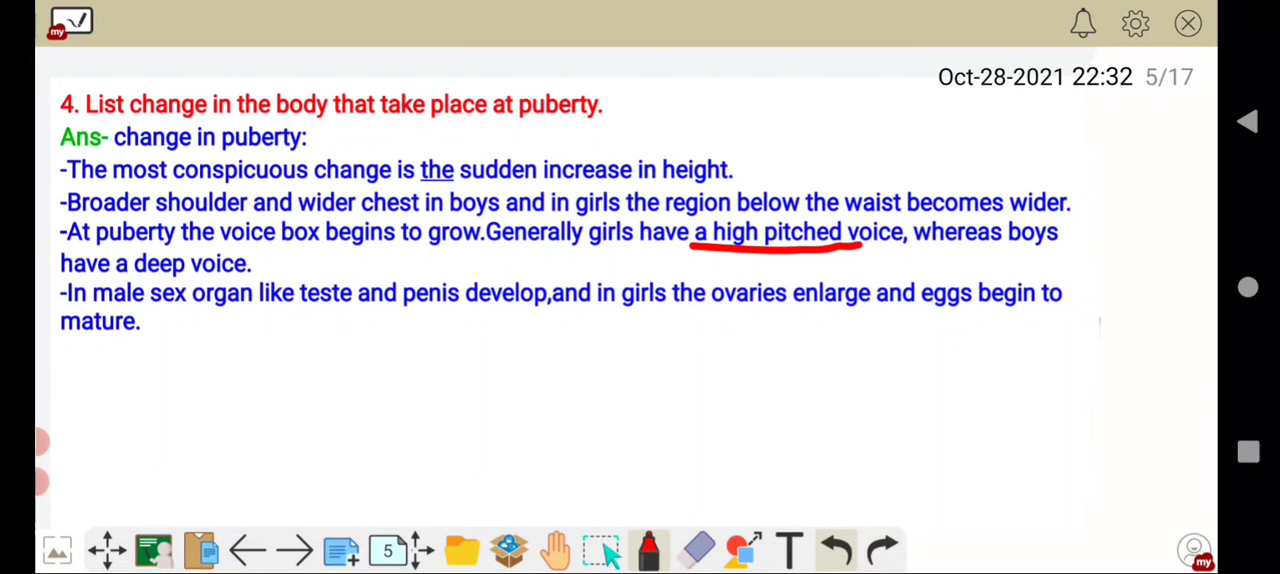 my
Oct-28-2021 22:32 5/17
4. List change in the body that take place at puberty.
Ans- change in puberty:
-The most conspicuous change is the sudden increase in height.
-Broader shoulder and wider chest in boys and in girls the region below the waist becomes wider.
-At puberty the voice box begins to grow.Generally girls have a high pitched voice, whereas boys
have a deep voice.
-In male sex organ like teste and penis develop,and in girls the ovaries enlarge and eggs begin to
mature.
5
T
my